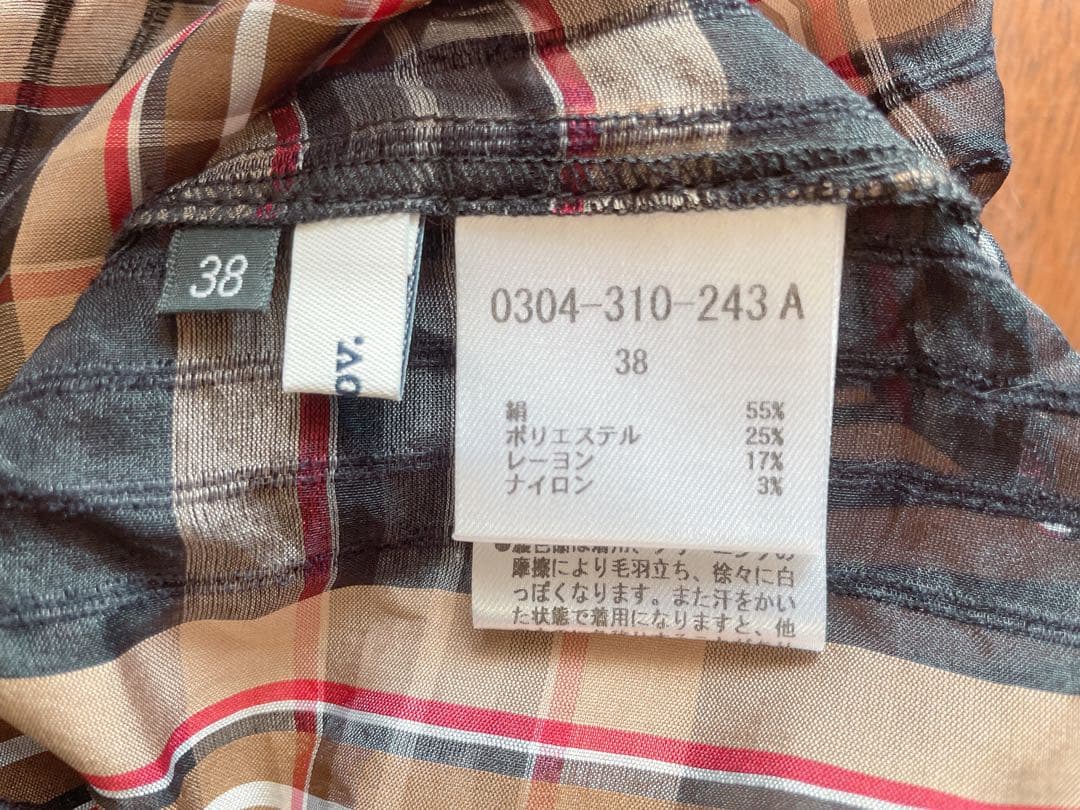 38
ov.
0304-310-243 A
38
絹 55%
ポリエステル 25%
レーヨン 17%
ナイロン 3%
摩擦により毛羽立ち、徐々に白
っぽくなります。また汗をかい
た状態で着用になりますと、他